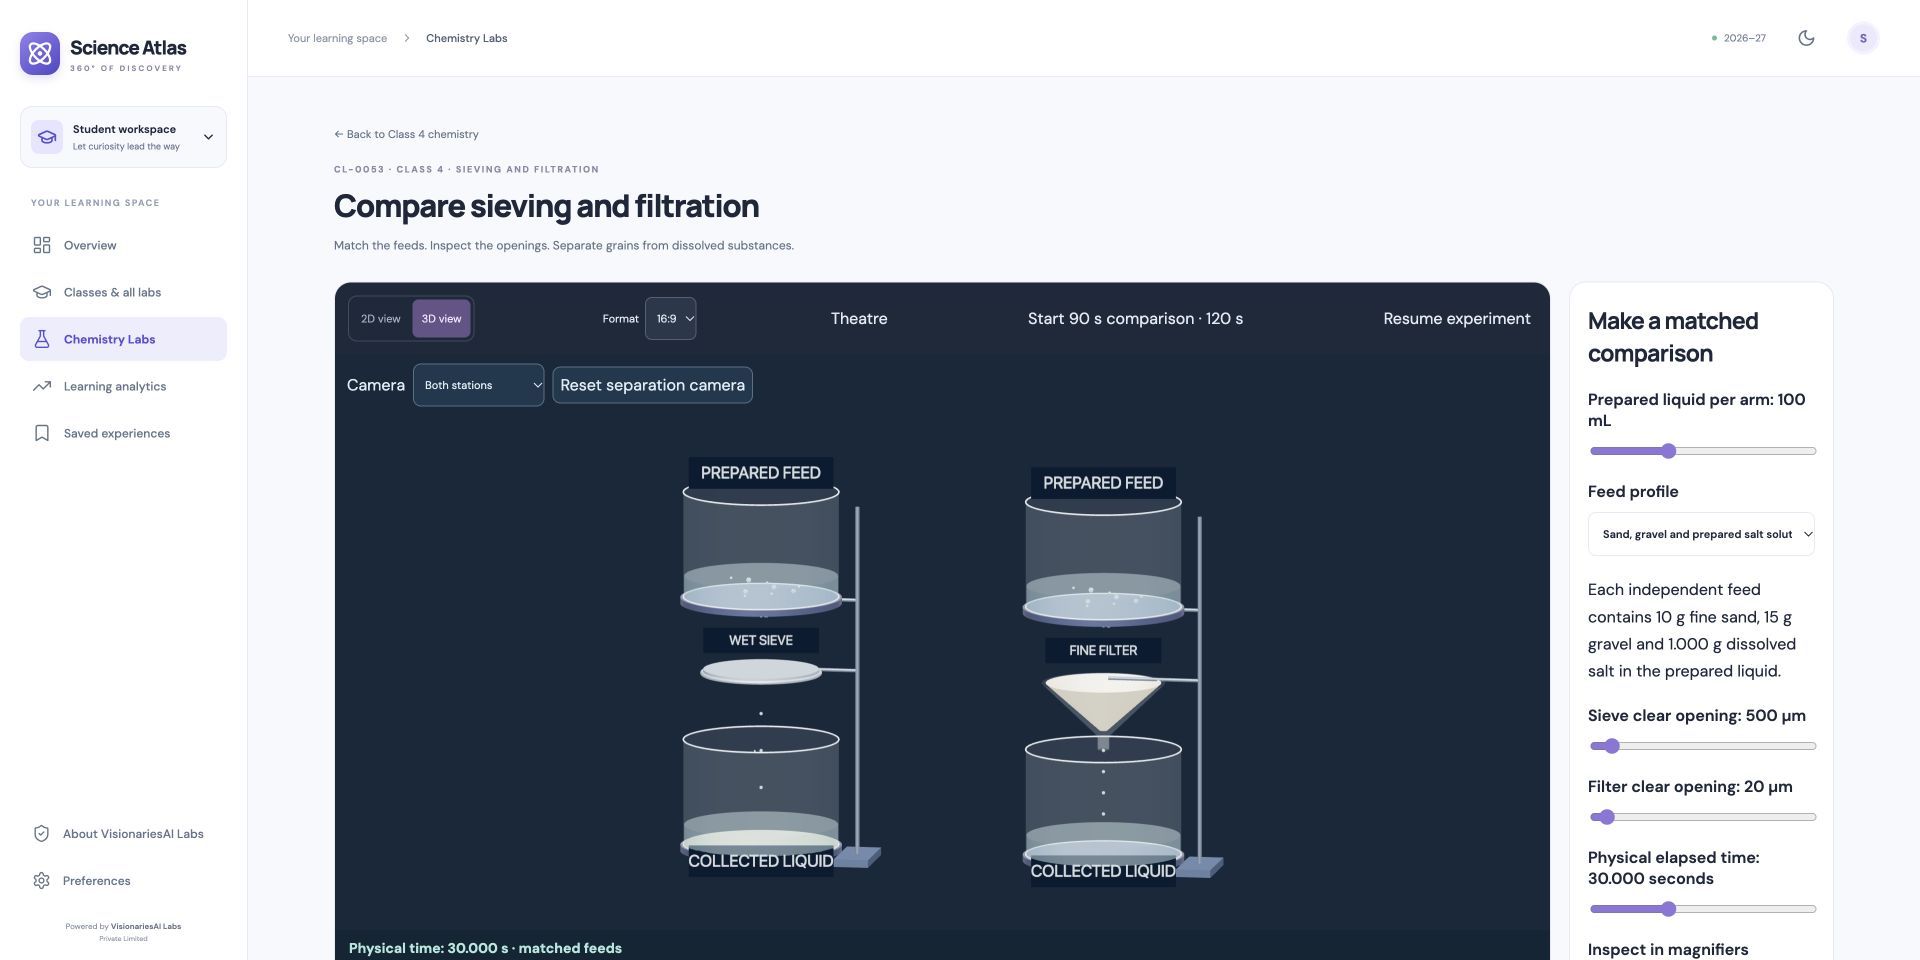 Science Atlas
360° OF DISCOVERY
Student workspace
Let curiosity lead the way
YOUR LEARNING SPACE
Overview
Classes & all labs
Chemistry Labs
Learning analytics
Saved experiences
About VisionariesAI Labs
Preferences
Powered by VisionariesAI Labs
Private Limited
Your learning space > Chemistry Labs
2026–27
S
← Back to Class 4 chemistry
CL-0053 · CLASS 4 · SIEVING AND FILTRATION
Compare sieving and filtration
Match the feeds. Inspect the openings. Separate grains from dissolved substances.
2D view 3D view Format 16:9 Theatre Start 90 s comparison · 120 s Resume experiment
Camera Both stations Reset separation camera
PREPARED FEED
WET SIEVE
COLLECTED LIQUID
PREPARED FEED
FINE FILTER
COLLECTED LIQUID
Physical time: 30.000 s · matched feeds
Make a matched
comparison
Prepared liquid per arm: 100
mL
Feed profile
Sand, gravel and prepared salt solut
Each independent feed
contains 10 g fine sand, 15 g
gravel and 1.000 g dissolved
salt in the prepared liquid.
Sieve clear opening: 500 µm
Filter clear opening: 20 µm
Physical elapsed time:
30.000 seconds
Inspect in magnifiers